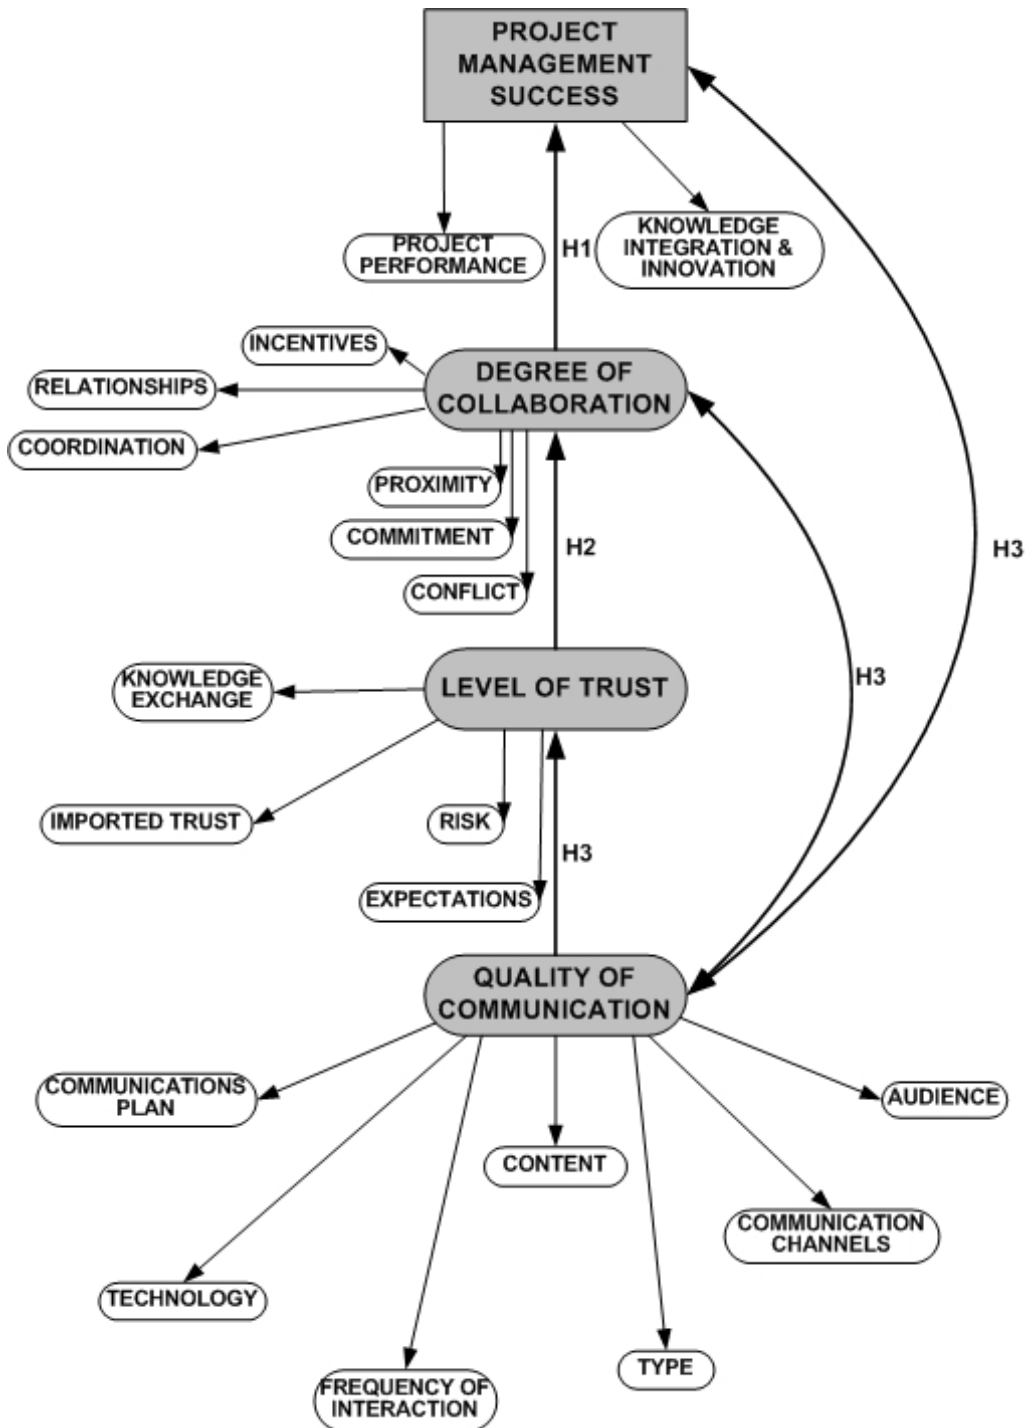 PROJECT
MANAGEMENT
SUCCESS
PROJECT
PERFORMANCE
KNOWLEDGE
INTEGRATION &
INNOVATION
H1
INCENTIVES
RELATIONSHIPS
COORDINATION
DEGREE OF
COLLABORATION
PROXIMITY
COMMITMENT
CONFLICT
H2
H3
H3
KNOWLEDGE
EXCHANGE
LEVEL OF TRUST
IMPORTED TRUST
RISK
EXPECTATIONS
H3
QUALITY OF
COMMUNICATION
COMMUNICATIONS
PLAN
AUDIENCE
CONTENT
COMMUNICATION
CHANNELS
TECHNOLOGY
TYPE
FREQUENCY OF
INTERACTION